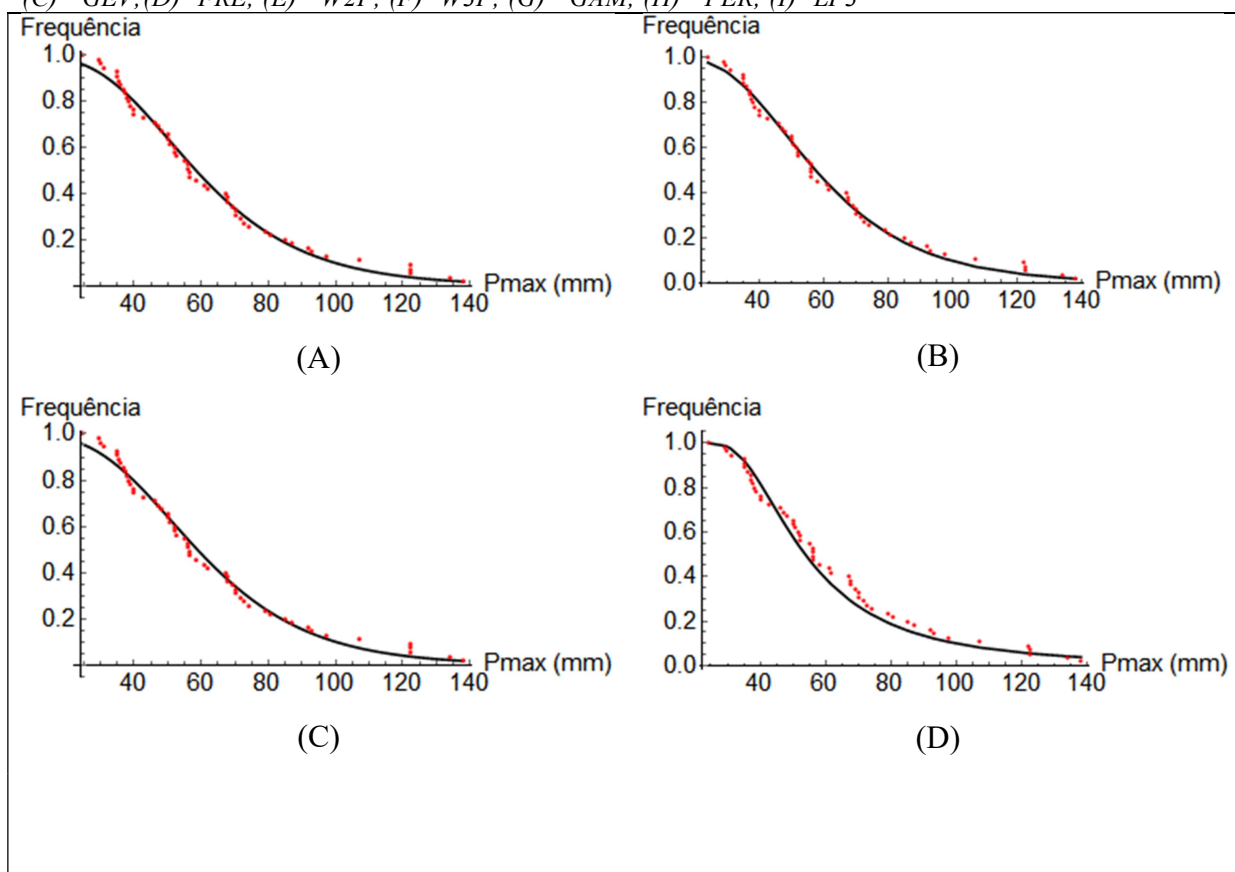 (C) - GEV;(D)- FRE; (E) - W2P; (F)- W3P; (G) - GAM; (H) - PER; (I)- LP3
Frequência Frequência
1.0 1.0
0.8 0.8
0.6 0.6
0.4 0.4
0.2 0.2
0.0
Pmax (mm) Pmax (mm)
40 60 80 100 120 140 40 60 80 100 120 140
(A) (B)
Frequência Frequência
1.0 1.0
0.8 0.8
0.6 0.6
0.4 0.4
0.2 0.2
0.0
Pmax (mm) Pmax (mm)
40 60 80 100 120 140 40 60 80 100 120 140
(C) (D)